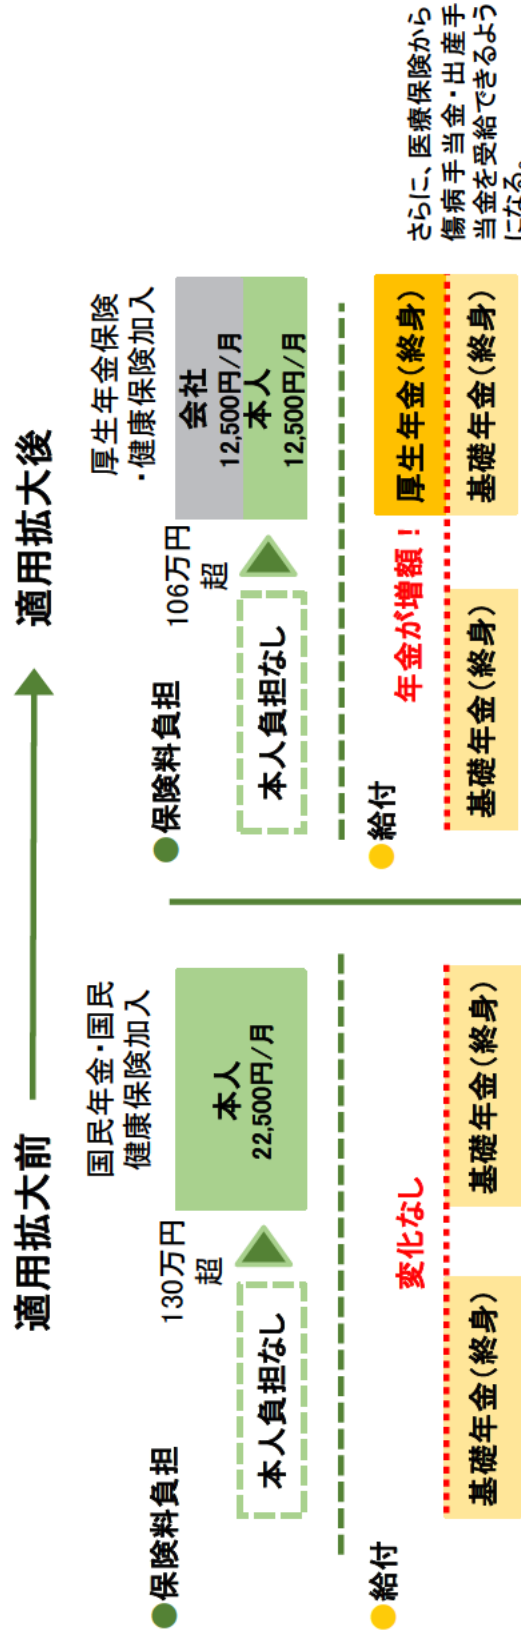 適用拡大前
適用拡大後
●保険料負担
国民年金・国民
健康保険加入
130万円
超
本人負担なし
本人
22,500円/月
●給付
変化なし
基礎年金(終身)
基礎年金(終身)
●保険料負担
厚生年金保険
・健康保険加入
106万円
超
本人負担なし
会社
12,500円/月
本人
12,500円/月
●給付
年金が増額！
厚生年金(終身)
基礎年金(終身)
基礎年金(終身)
さらに、医療保険から
傷病手当金・出産手
当金を受給できるよう
になる。